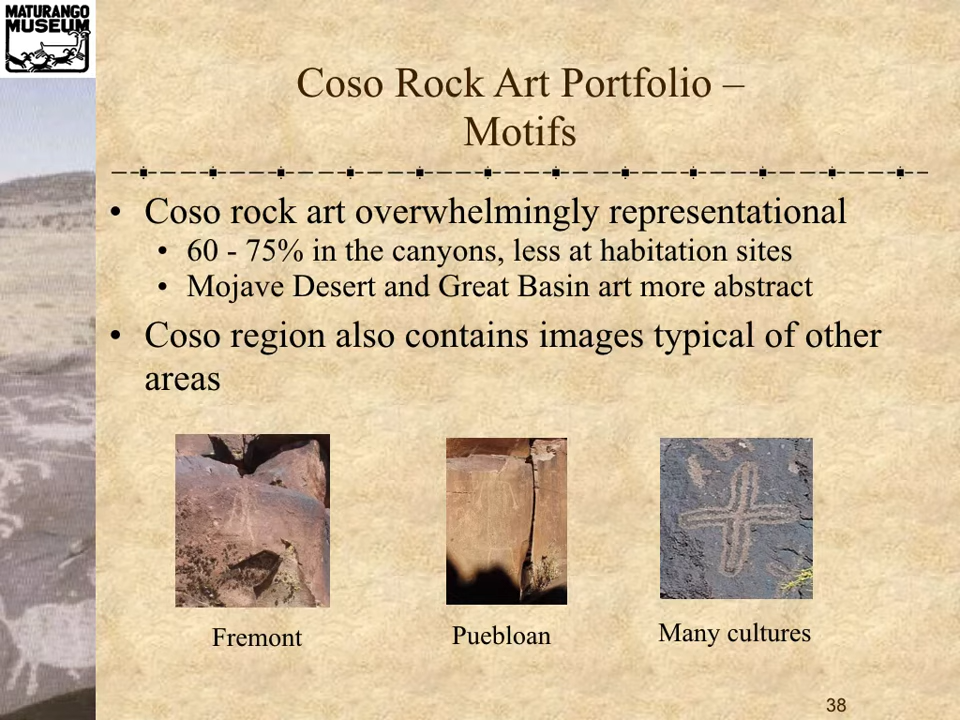 MATURANGO
MUSEUM
Coso Rock Art Portfolio –
Motifs
• Coso rock art overwhelmingly representational
• 60 - 75% in the canyons, less at habitation sites
• Mojave Desert and Great Basin art more abstract
• Coso region also contains images typical of other
areas
Fremont
Puebloan
Many cultures
38